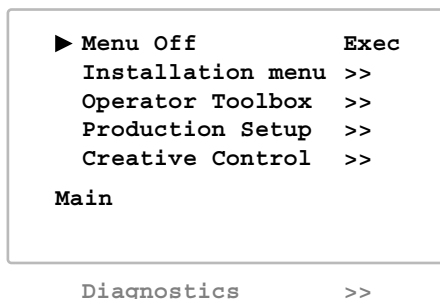 ▶ Menu Off Exec
Installation menu >>
Operator Toolbox >>
Production Setup >>
Creative Control >>
Main
Diagnostics >>